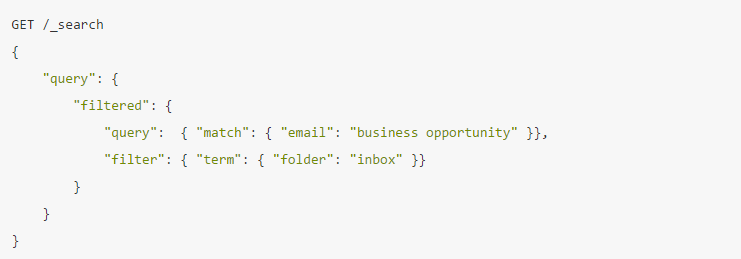 GET /_search
{
    "query": {
        "filtered": {
            "query":  { "match": { "email": "business opportunity" }},
            "filter": { "term": { "folder": "inbox" }}
        }
    }
}